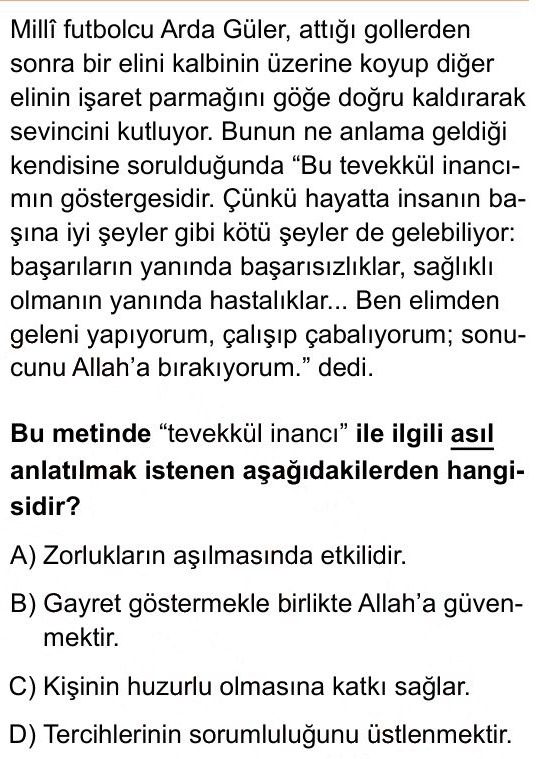 Millî futbolcu Arda Güler, attığı gollerden
sonra bir elini kalbinin üzerine koyup diğer
elinin işaret parmağını göğe doğru kaldırarak
sevincini kutluyor. Bunun ne anlama geldiği
kendisine sorulduğunda “Bu tevekkül inancı-
mın göstergesidir. Çünkü hayatta insanın ba-
şına iyi şeyler gibi kötü şeyler de gelebiliyor:
başarıların yanında başarısızlıklar, sağlıklı
olmanın yanında hastalıklar... Ben elimden
geleni yapıyorum, çalışıp çabalıyorum; sonu-
cunu Allah’a bırakıyorum.” dedi.
Bu metinde “tevekkül inancı” ile ilgili asıl
anlatılmak istenen aşağıdakilerden hangi-
sidir?
A) Zorlukların aşılmasında etkilidir.
B) Gayret göstermekle birlikte Allah’a güven-
mektir.
C) Kişinin huzurlu olmasına katkı sağlar.
D) Tercihlerinin sorumluluğunu üstlenmektir.